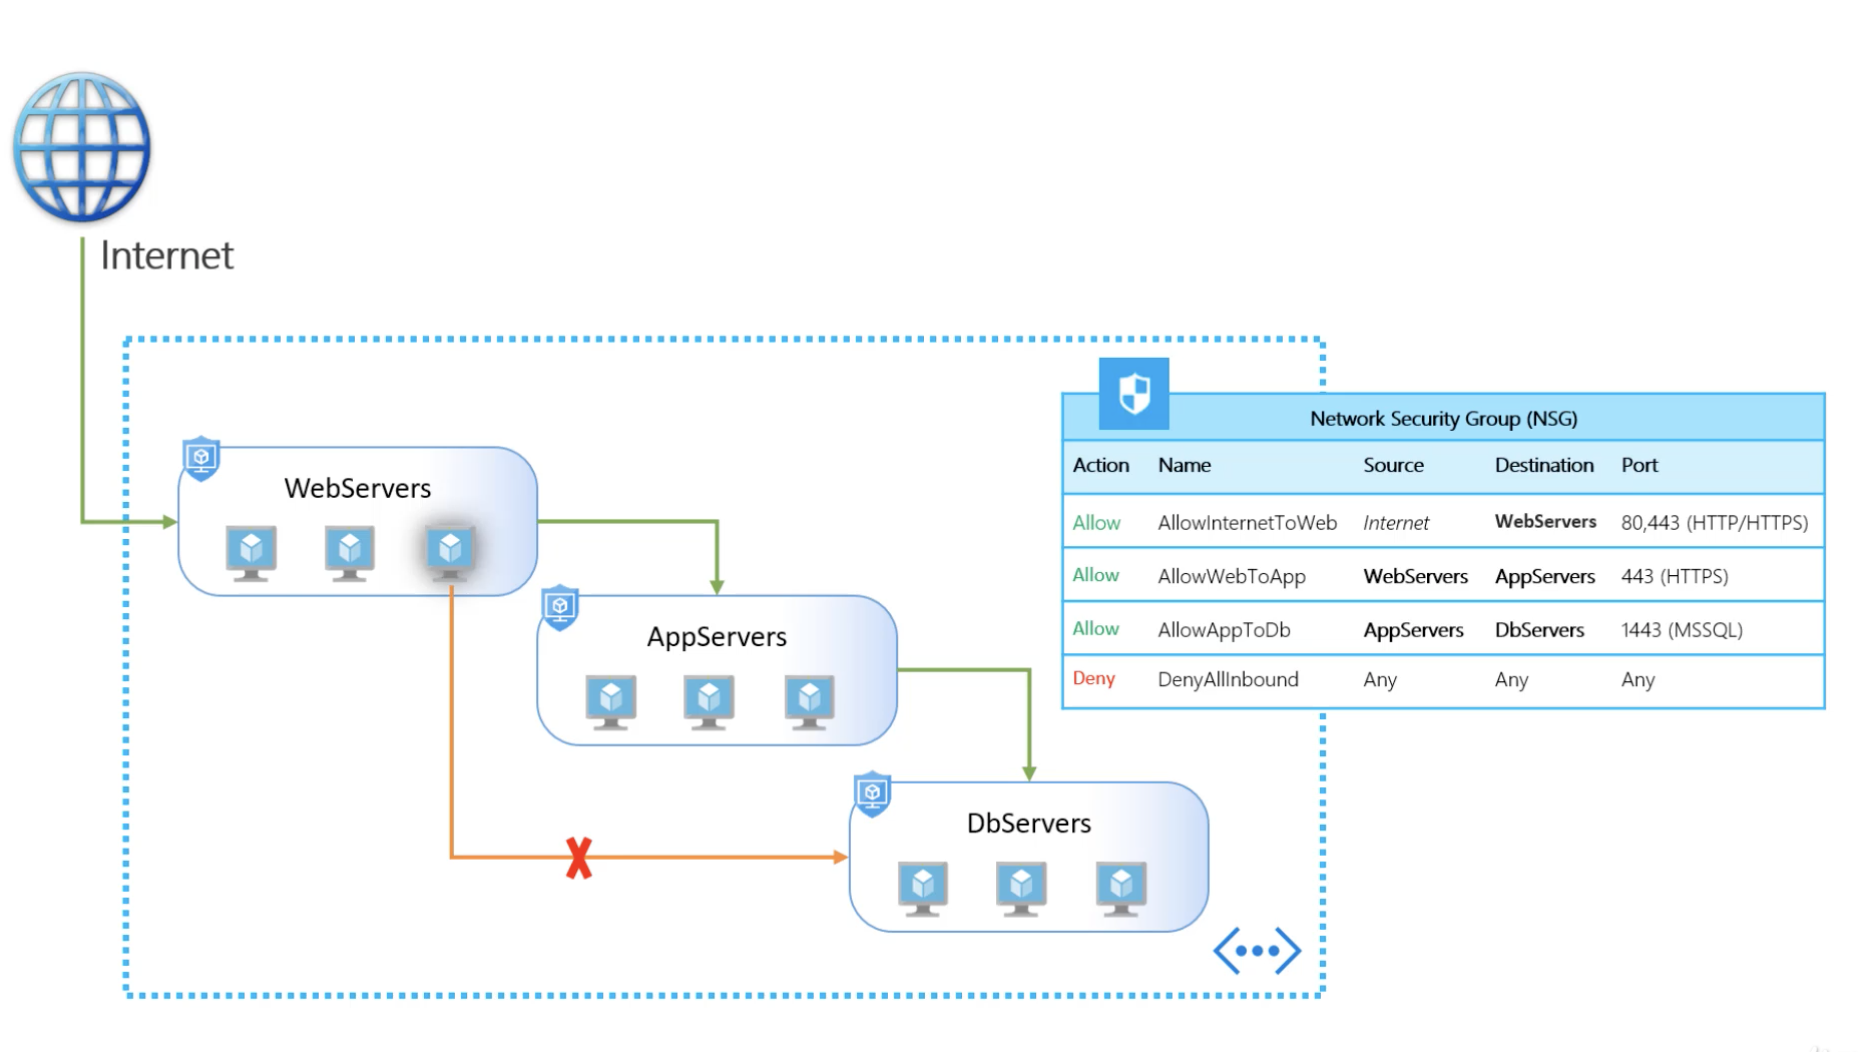 Internet
WebServers
AppServers
DbServers
Network Security Group (NSG)
Action Name Source Destination Port
Allow AllowInternetToWeb Internet WebServers 80,443 (HTTP/HTTPS)
Allow AllowWebToApp WebServers AppServers 443 (HTTPS)
Allow AllowAppToDb AppServers DbServers 1443 (MSSQL)
Deny DenyAllInbound Any Any Any